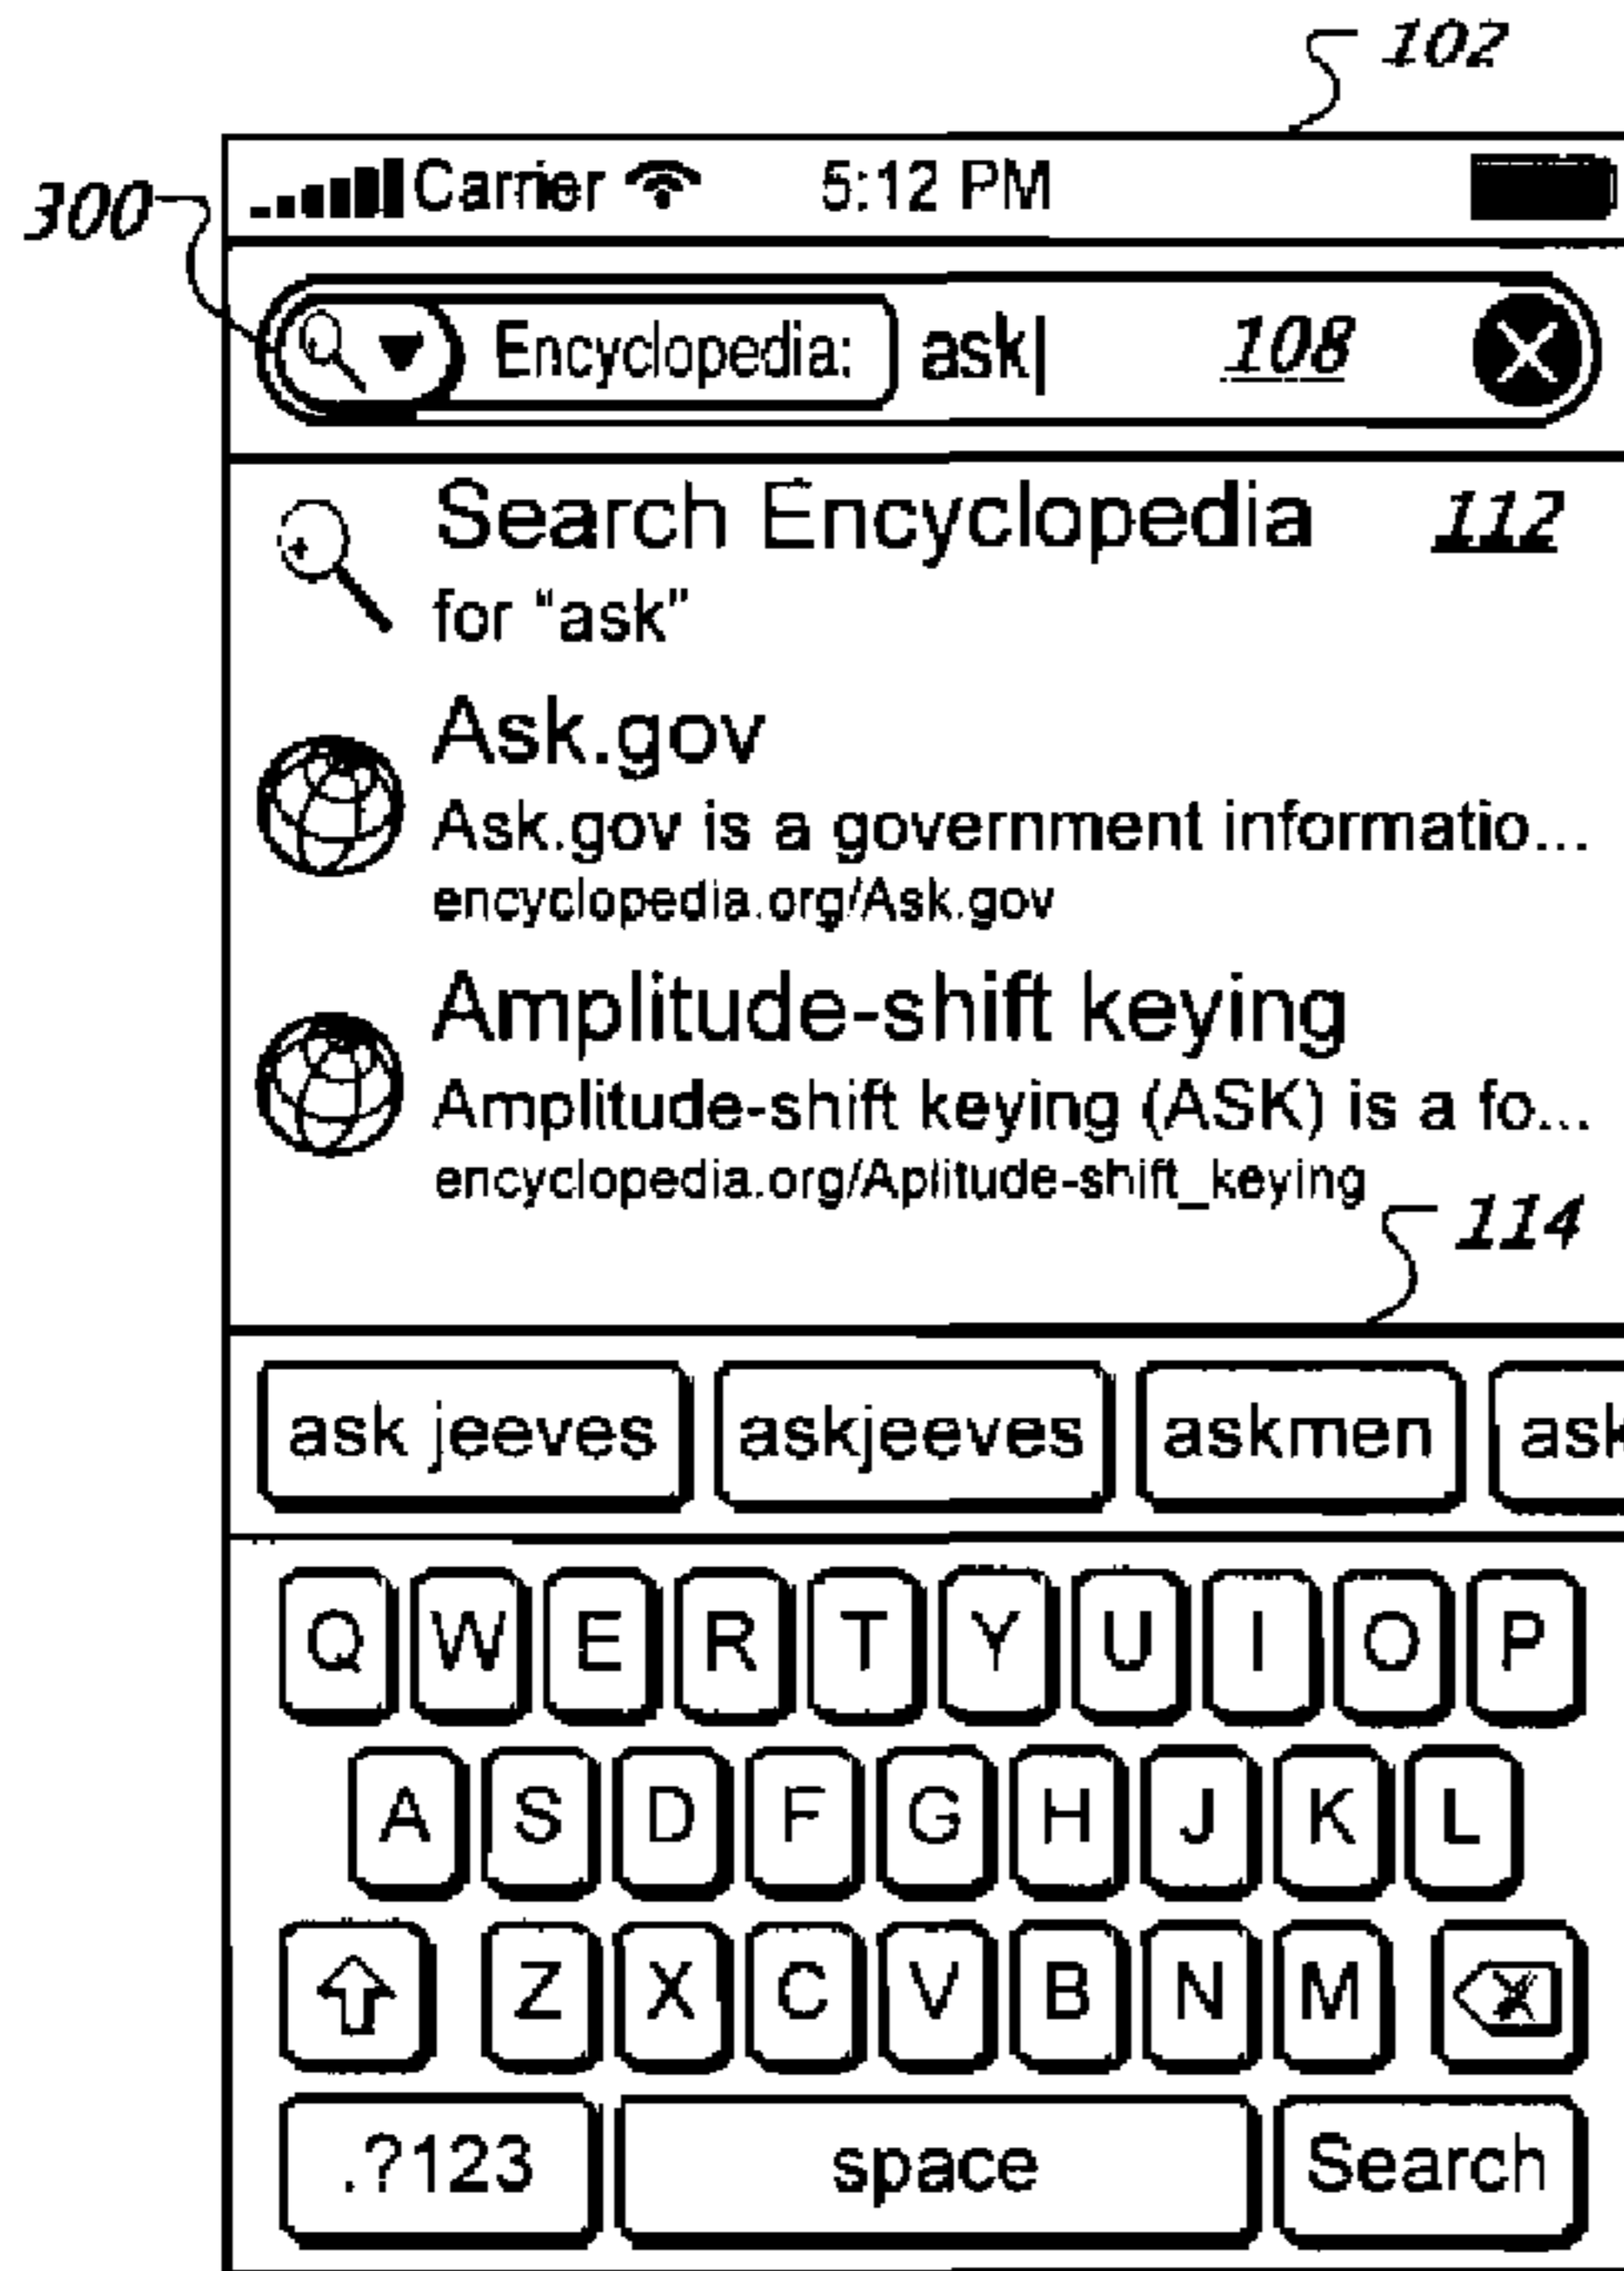 102
300
Carrier 5:12 PM
Encyclopedia: ask 108
Search Encyclopedia 112
for “ask”
Ask.gov
Ask.gov is a government informatio...
encyclopedia.org/Ask.gov
Amplitude-shift keying
Amplitude-shift keying (ASK) is a fo...
encyclopedia.org/Aplitude-shift_keying
114
ask jeeves askjeeves askmen ask
Q W E R T Y U I O P
A S D F G H J K L
Z X C V B N M
.?123 space Search